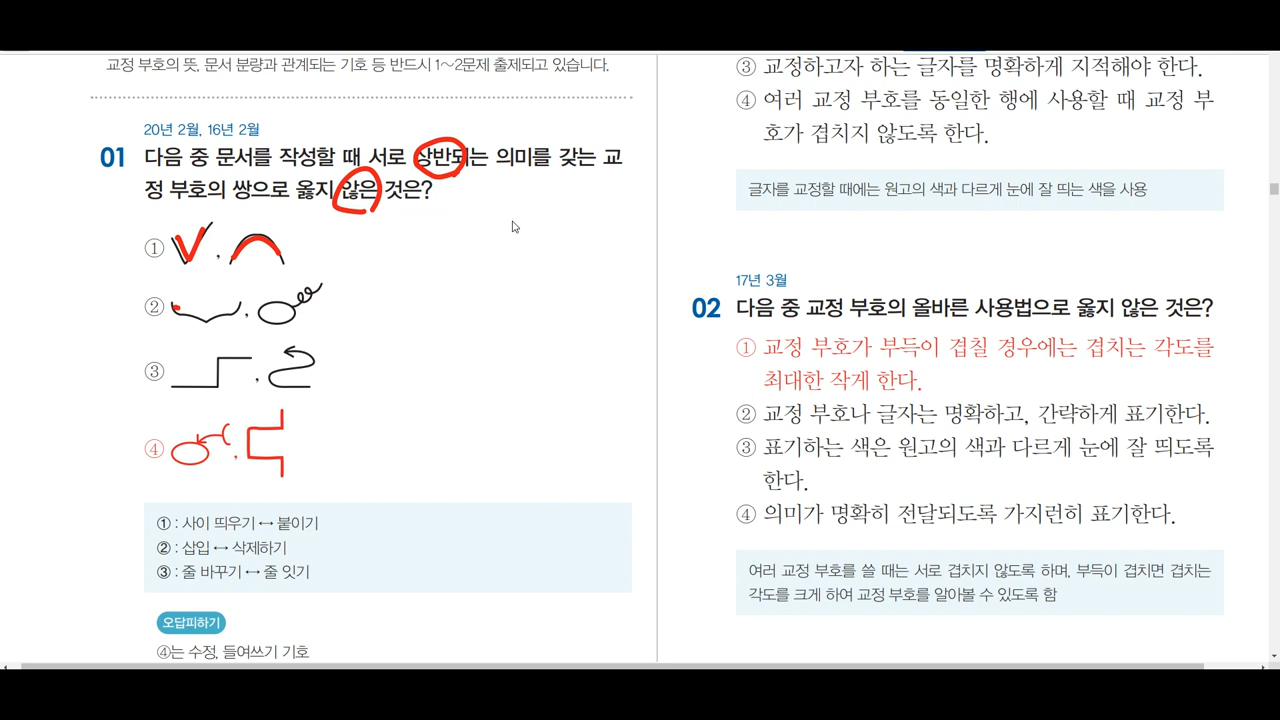 교정 부호의 뜻, 문서 분량과 관계되는 기호 등 반드시 1~2문제 출제되고 있습니다.
20년 2월, 16년 2월
01 다음 중 문서를 작성할 때 서로 상반되는 의미를 갖는 교
정 부호의 쌍으로 옳지 않은 것은?
① ,
② ,
③ ,
④ ,
① : 사이 띄우기 ↔ 붙이기
② : 삽입 ↔ 삭제하기
③ : 줄 바꾸기 ↔ 줄 잇기
오답피하기
④는 수정, 들여쓰기 기호
③ 교정하고자 하는 글자를 명확하게 지적해야 한다.
④ 여러 교정 부호를 동일한 행에 사용할 때 교정 부
호가 겹치지 않도록 한다.
글자를 교정할 때에는 원고의 색과 다르게 눈에 잘 띄는 색을 사용
17년 3월
02 다음 중 교정 부호의 올바른 사용법으로 옳지 않은 것은?
① 교정 부호가 부득이 겹칠 경우에는 겹치는 각도를
최대한 작게 한다.
② 교정 부호나 글자는 명확하고, 간략하게 표기한다.
③ 표기하는 색은 원고의 색과 다르게 눈에 잘 띄도록
한다.
④ 의미가 명확히 전달되도록 가지런히 표기한다.
여러 교정 부호를 쓸 때는 서로 겹치지 않도록 하며, 부득이 겹치면 겹치는
각도를 크게 하여 교정 부호를 알아볼 수 있도록 함